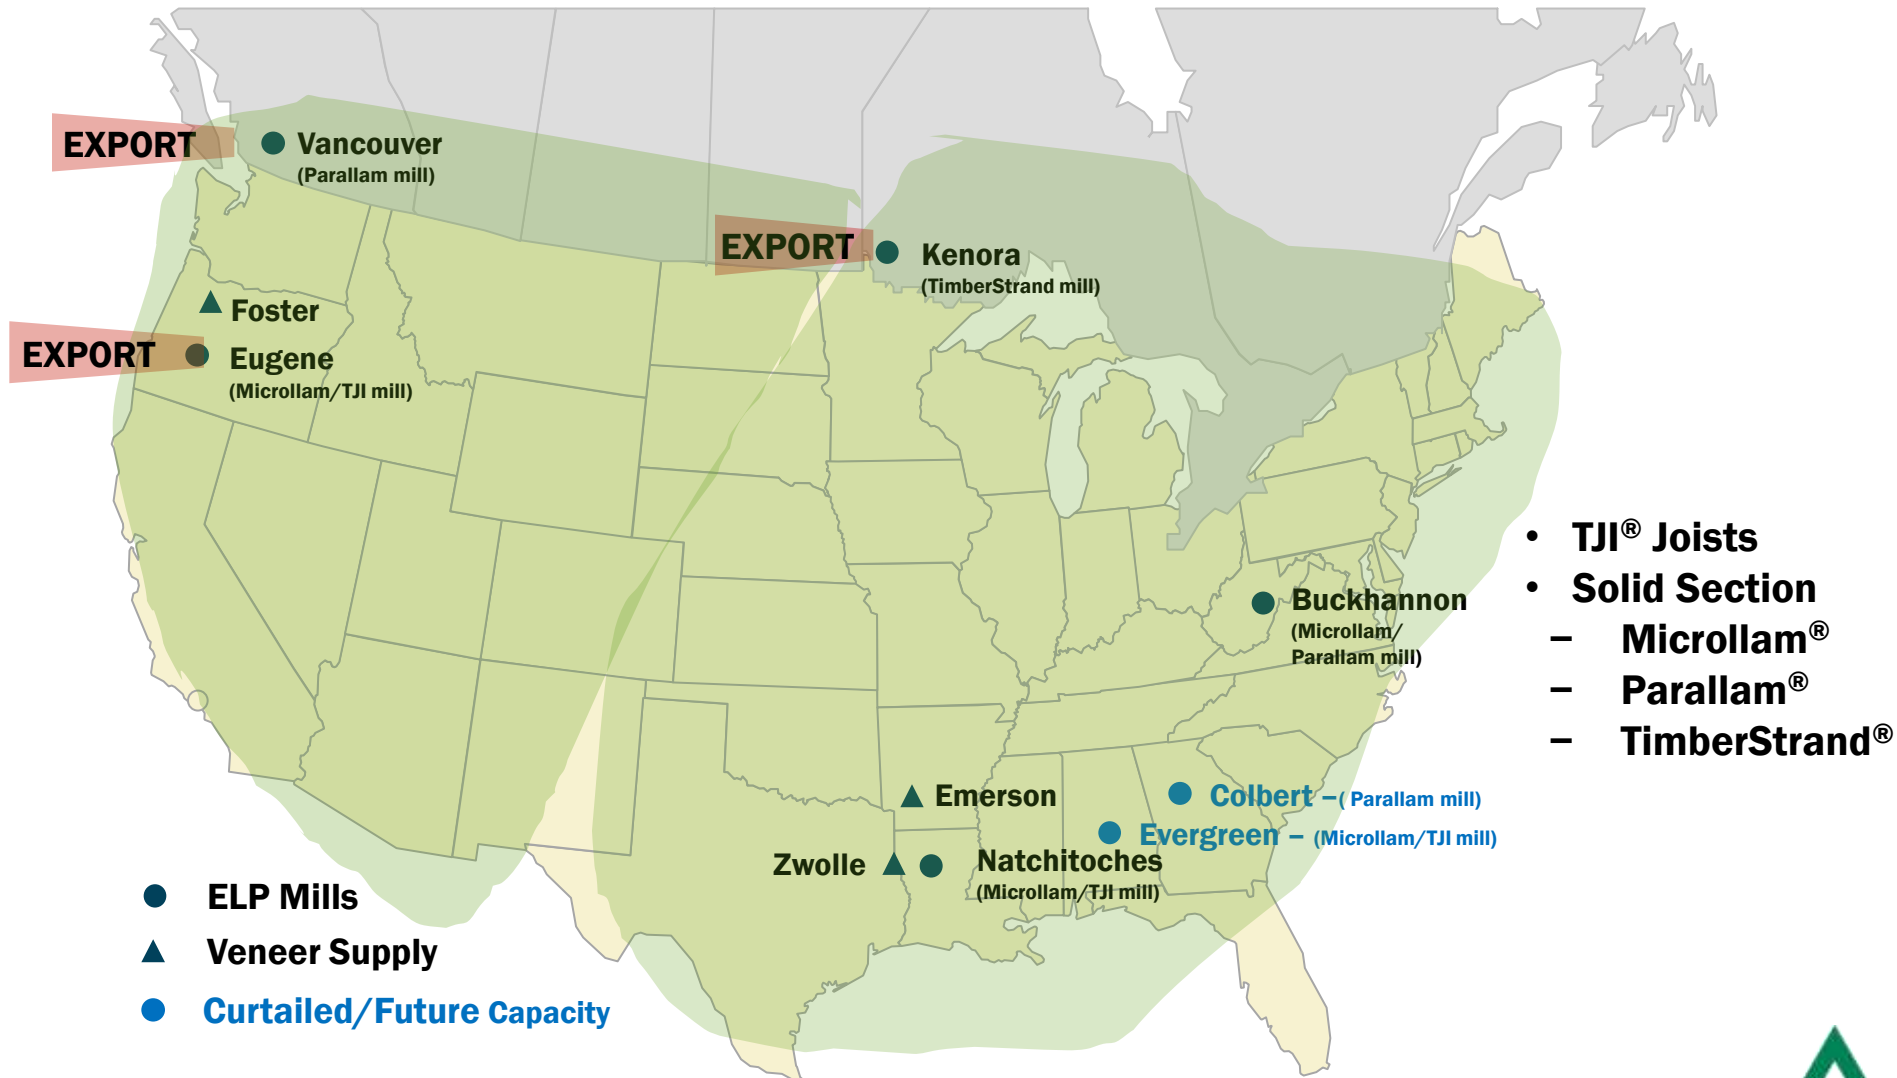 EXPORT
Vancouver
(Parallam mill)
EXPORT
Kenora
(TimberStrand mill)
Foster
EXPORT
Eugene
(Microllam/TJI mill)
• TJI® Joists
• Solid Section
– Microllam®
– Parallam®
– TimberStrand®
Buckhannon
(Microllam/
Parallam mill)
Emerson
Colbert –( Parallam mill)
Evergreen – (Microllam/TJI mill)
Zwolle
Natchitoches
(Microllam/TJI mill)
ELP Mills
Veneer Supply
Curtailed/Future Capacity